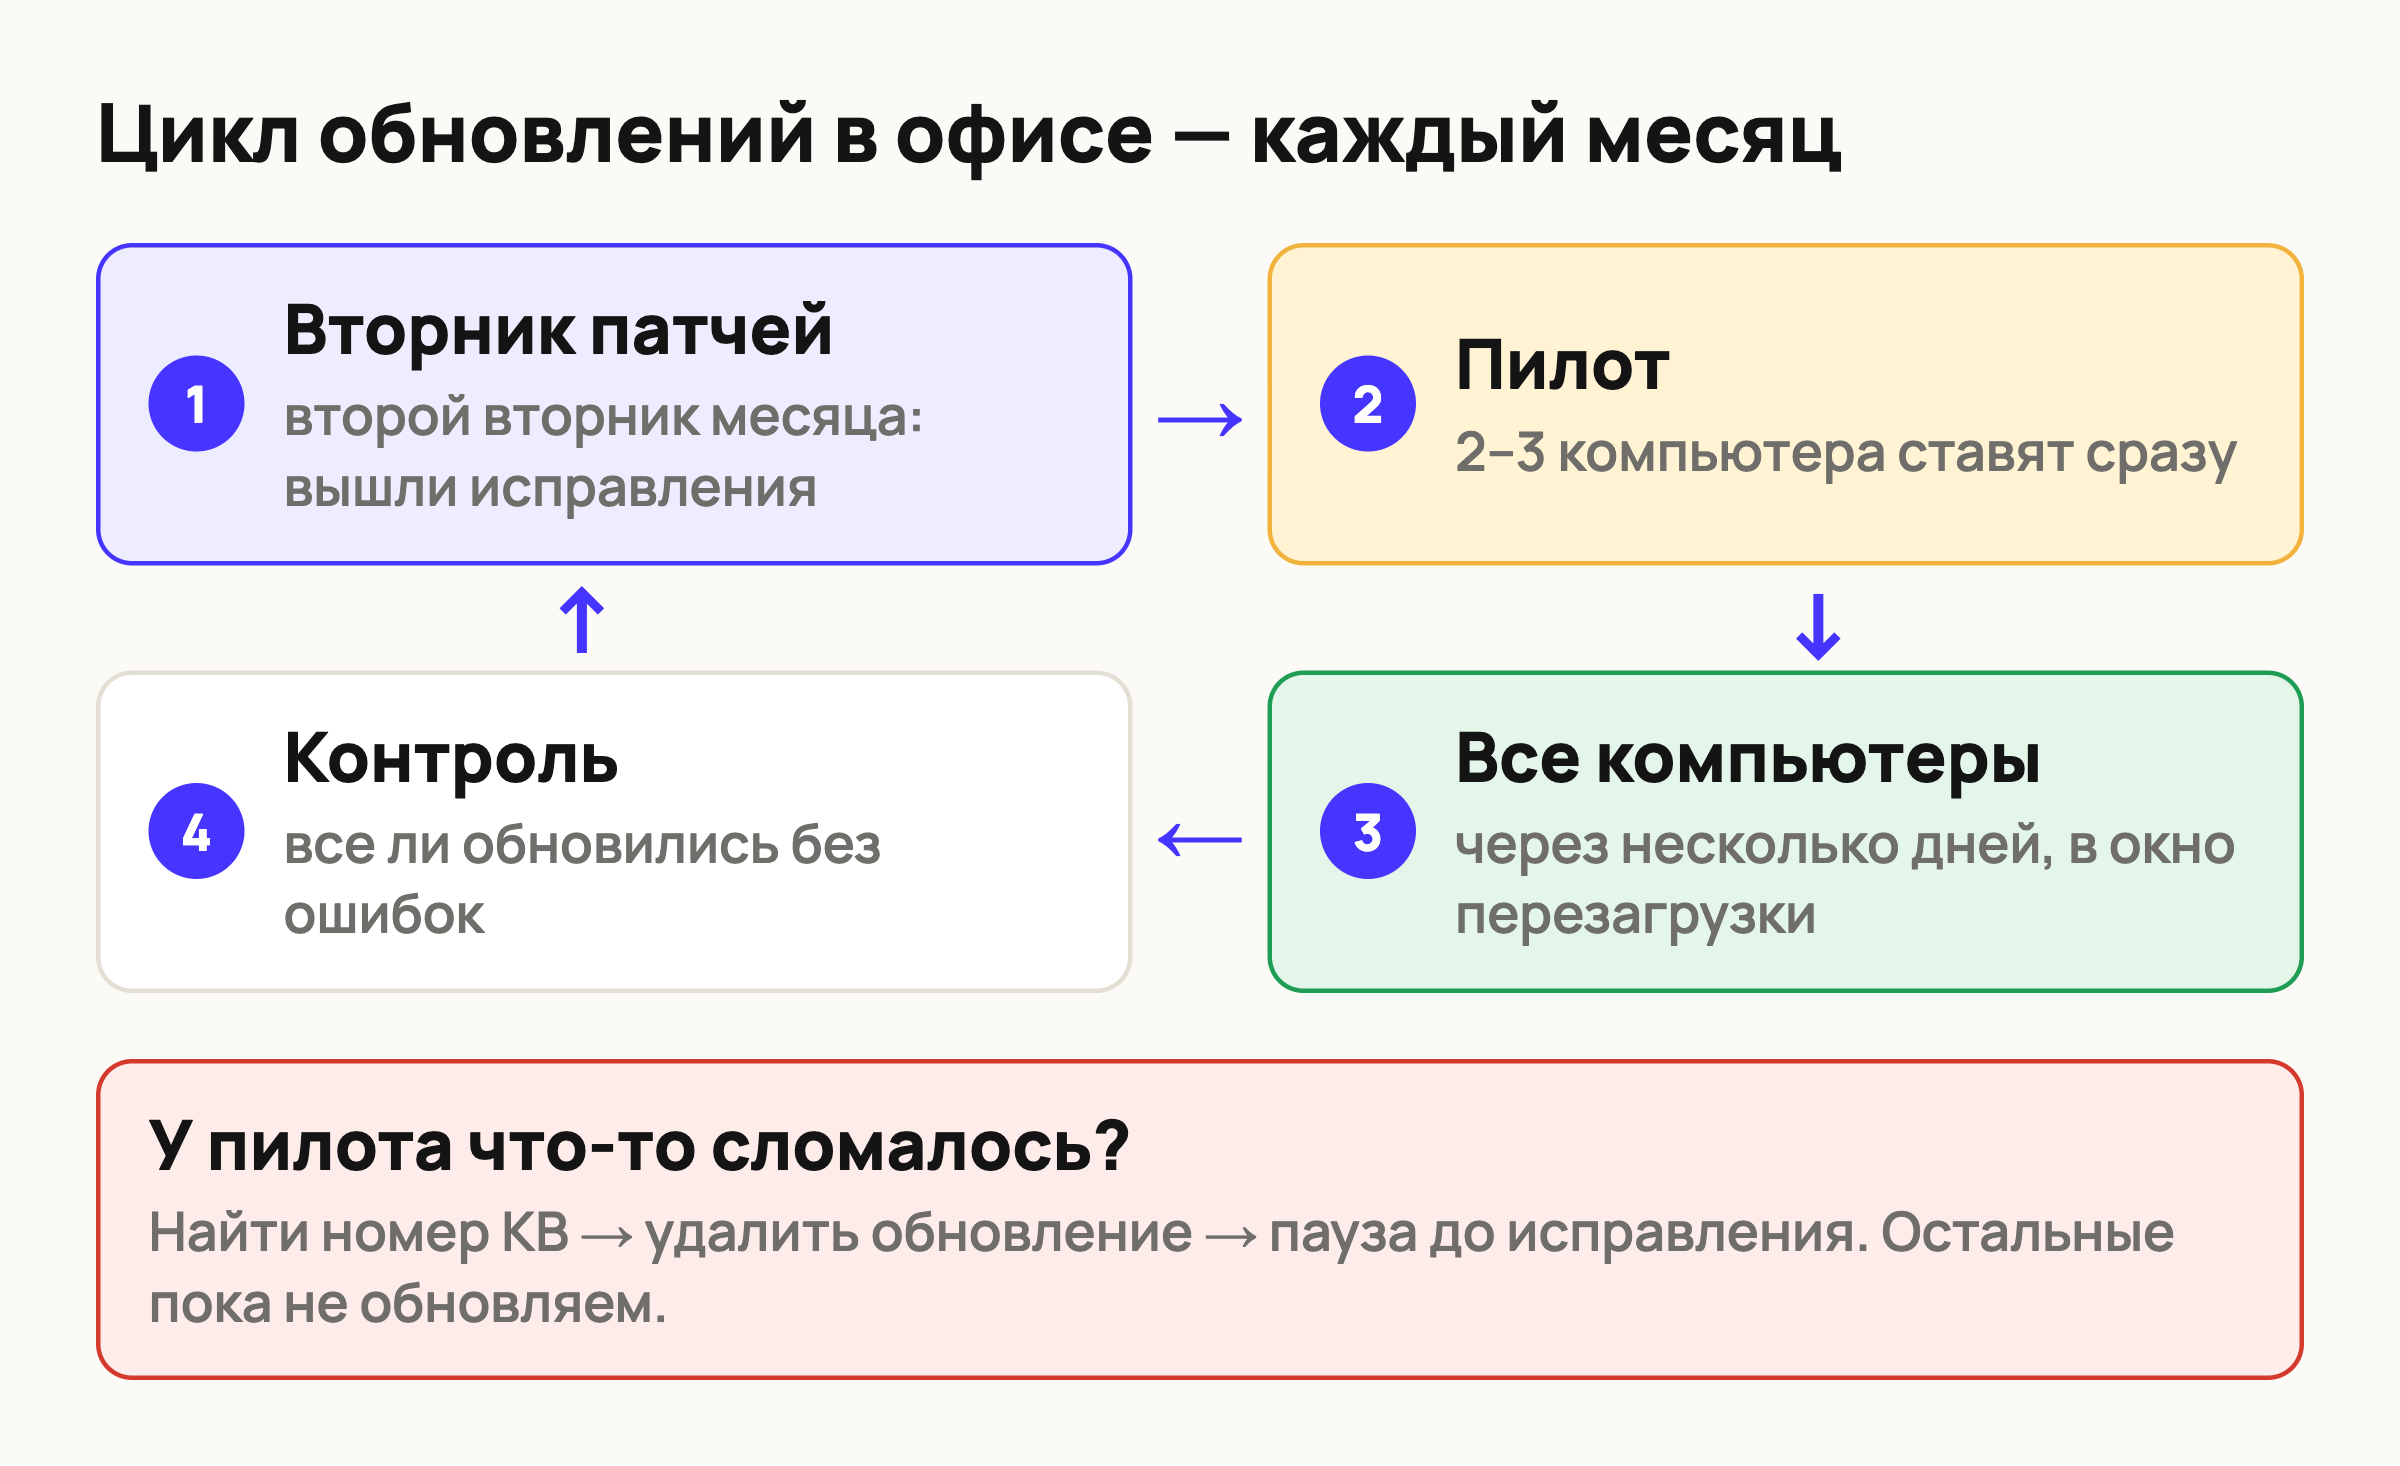 Цикл обновлений в офисе — каждый месяц
1
Вторник патчей
второй вторник месяца:
вышли исправления
→
2
Пилот
2–3 компьютера ставят сразу
↑
↓
4
Контроль
все ли обновились без
ошибок
←
3
Все компьютеры
через несколько дней, в окно
перезагрузки
У пилота что-то сломалось?
Найти номер KB → удалить обновление → пауза до исправления. Остальные
пока не обновляем.